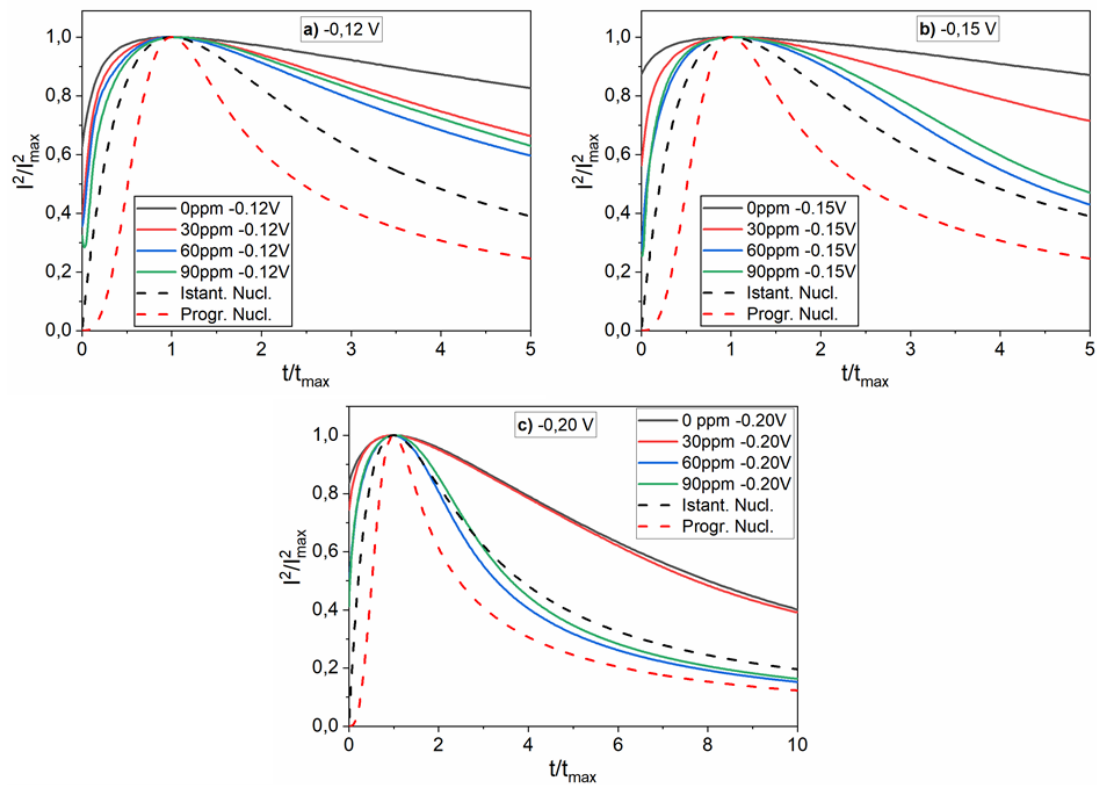 a) -0,12 V
1,0
0,8
0,6
0,4
0,2
0,0
I²/I²max
0ppm -0.12V
30ppm -0.12V
60ppm -0.12V
90ppm -0.12V
Istant. Nucl.
Progr. Nucl.
0 1 2 3 4 5
t/tmax
b) -0,15 V
1,0
0,8
0,6
0,4
0,2
0,0
I²/I²max
0ppm -0.15V
30ppm -0.15V
60ppm -0.15V
90ppm -0.15V
Istant. Nucl.
Progr. Nucl.
0 1 2 3 4 5
t/tmax
c) -0,20 V
1,0
0,8
0,6
0,4
0,2
0,0
I²/I²max
0 ppm -0.20V
30ppm -0.20V
60ppm -0.20V
90ppm -0.20V
Istant. Nucl.
Progr. Nucl.
0 2 4 6 8 10
t/tmax